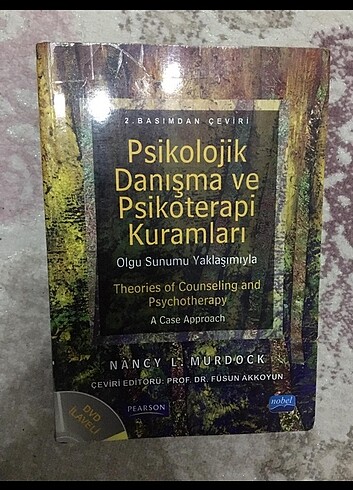 2. BASIMDAN ÇEVİRİ
Psikolojik
Danışma ve
Psikoterapi
Kuramları
Olgu Sunumu Yaklaşımıyla
Theories of Counseling and
Psychotherapy
A Case Approach
NANCY L. MURDOCK
ÇEVİRİ EDİTÖRÜ: PROF. DR. FÜSUN AKKOYUN
DVD
İLAVELİ
PEARSON
nobel